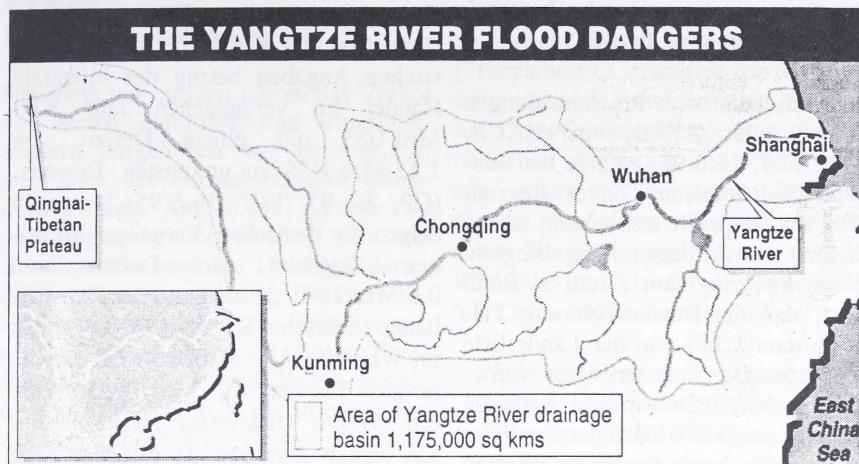 THE YANGTZE RIVER FLOOD DANGERS
Shanghai
Wuhan
Qinghai-
Tibetan
Plateau
Chongqing
Yangtze
River
Kunming
Area of Yangtze River drainage
basin 1,175,000 sq kms
East
China
Sea